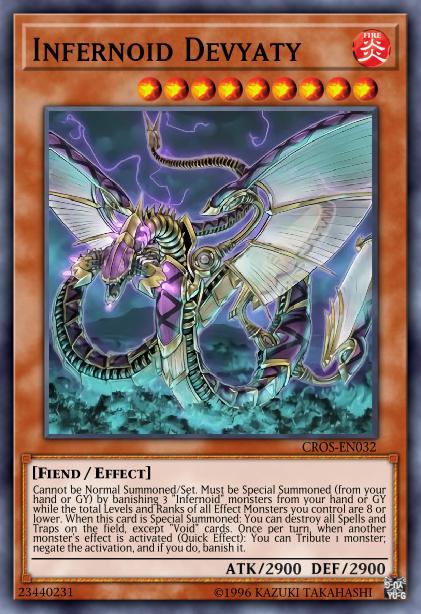 Infernoid Devyaty
FIRE
炎
CROS-EN032
[Fiend / Effect]
Cannot be Normal Summoned/Set. Must be Special Summoned (from your
hand or GY) by banishing 3 "Infernoid" monsters from your hand or GY
while the total Levels and Ranks of all Effect Monsters you control are 8 or
lower. When this card is Special Summoned: You can destroy all Spells and
Traps on the field, except "Void" cards. Once per turn, when another
monster's effect is activated (Quick Effect): You can Tribute 1 monster;
negate the activation, and if you do, banish it.
ATK/2900 DEF/2900
23440231
©1996 KAZUKI TAKAHASHI